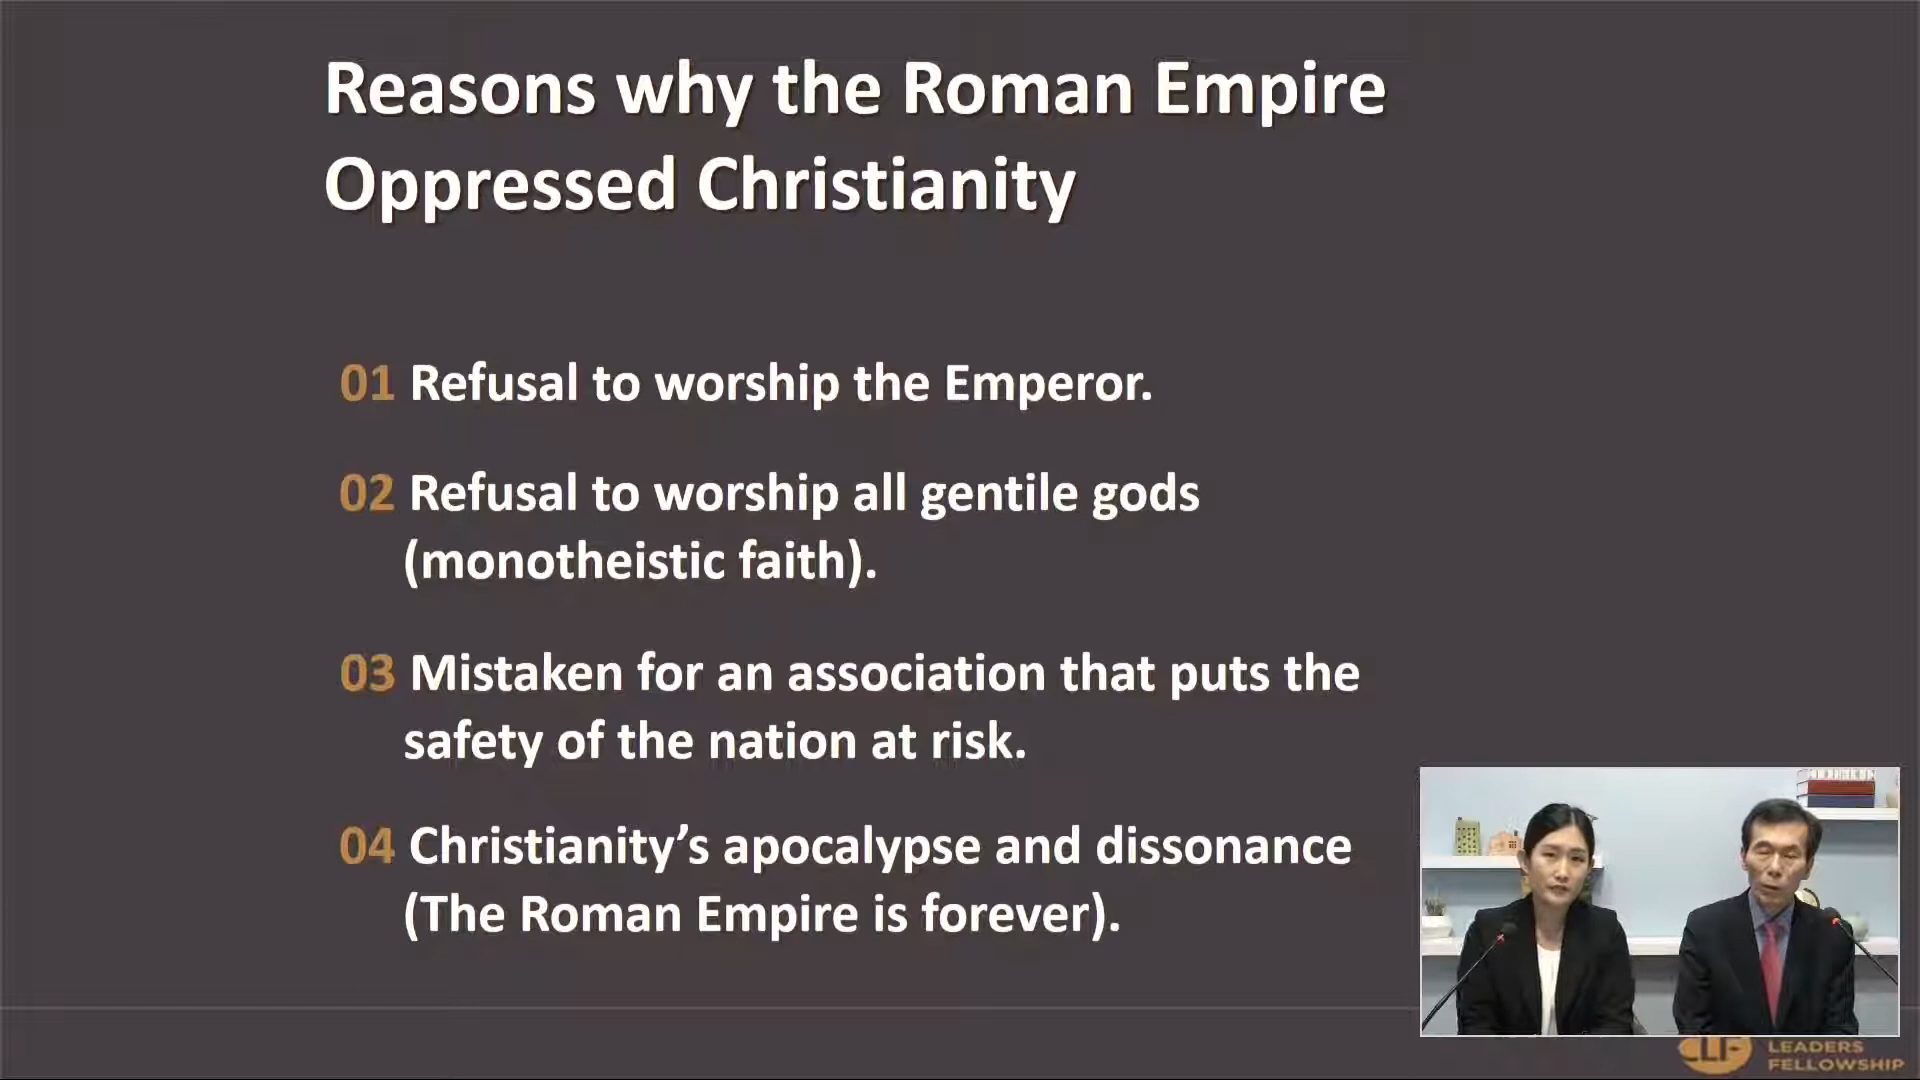 Reasons why the Roman Empire
Oppressed Christianity
01 Refusal to worship the Emperor.
02 Refusal to worship all gentile gods
(monotheistic faith).
03 Mistaken for an association that puts the
safety of the nation at risk.
04 Christianity’s apocalypse and dissonance
(The Roman Empire is forever).
CLF
LEADERS
FELLOWSHIP